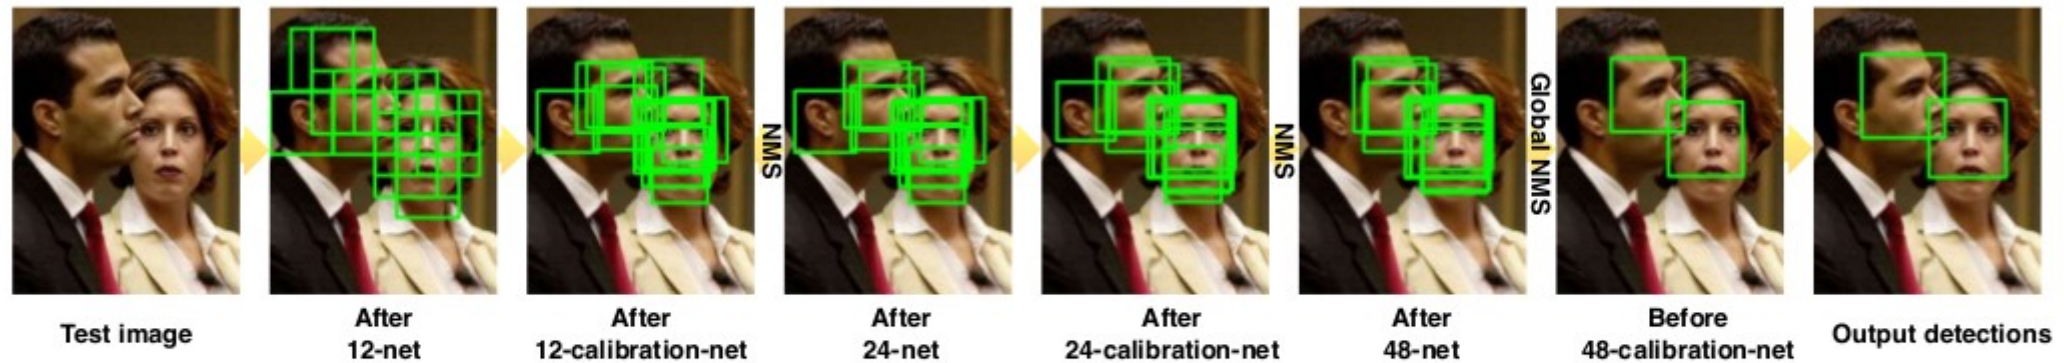 Test image
After
12-net
After
12-calibration-net
NMS
After
24-net
After
24-calibration-net
NMS
After
48-net
Global NMS
Before
48-calibration-net
Output detections